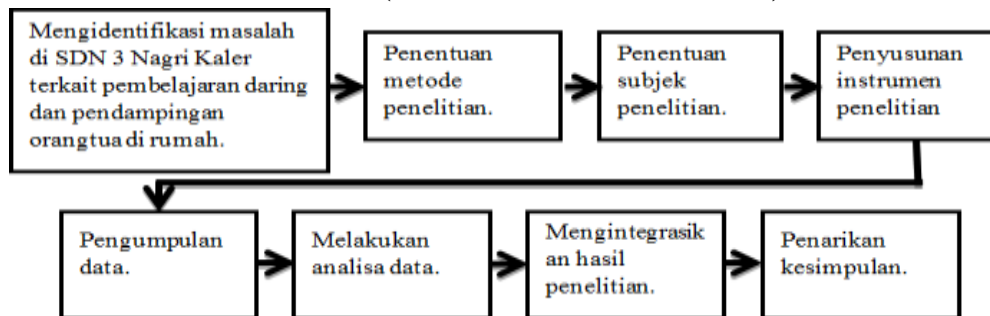 Mengidentifikasi masalah
di SDN 3 Nagri Kaler
terkait pembelajaran daring
dan pendampingan
orangtua di rumah.
Penentuan
metode
penelitian.
Penentuan
subjek
penelitian.
Penyusunan
instrumen
penelitian
Pengumpulan
data.
Melakukan
analisa data.
Mengintegrasik
an hasil
penelitian.
Penarikan
kesimpulan.